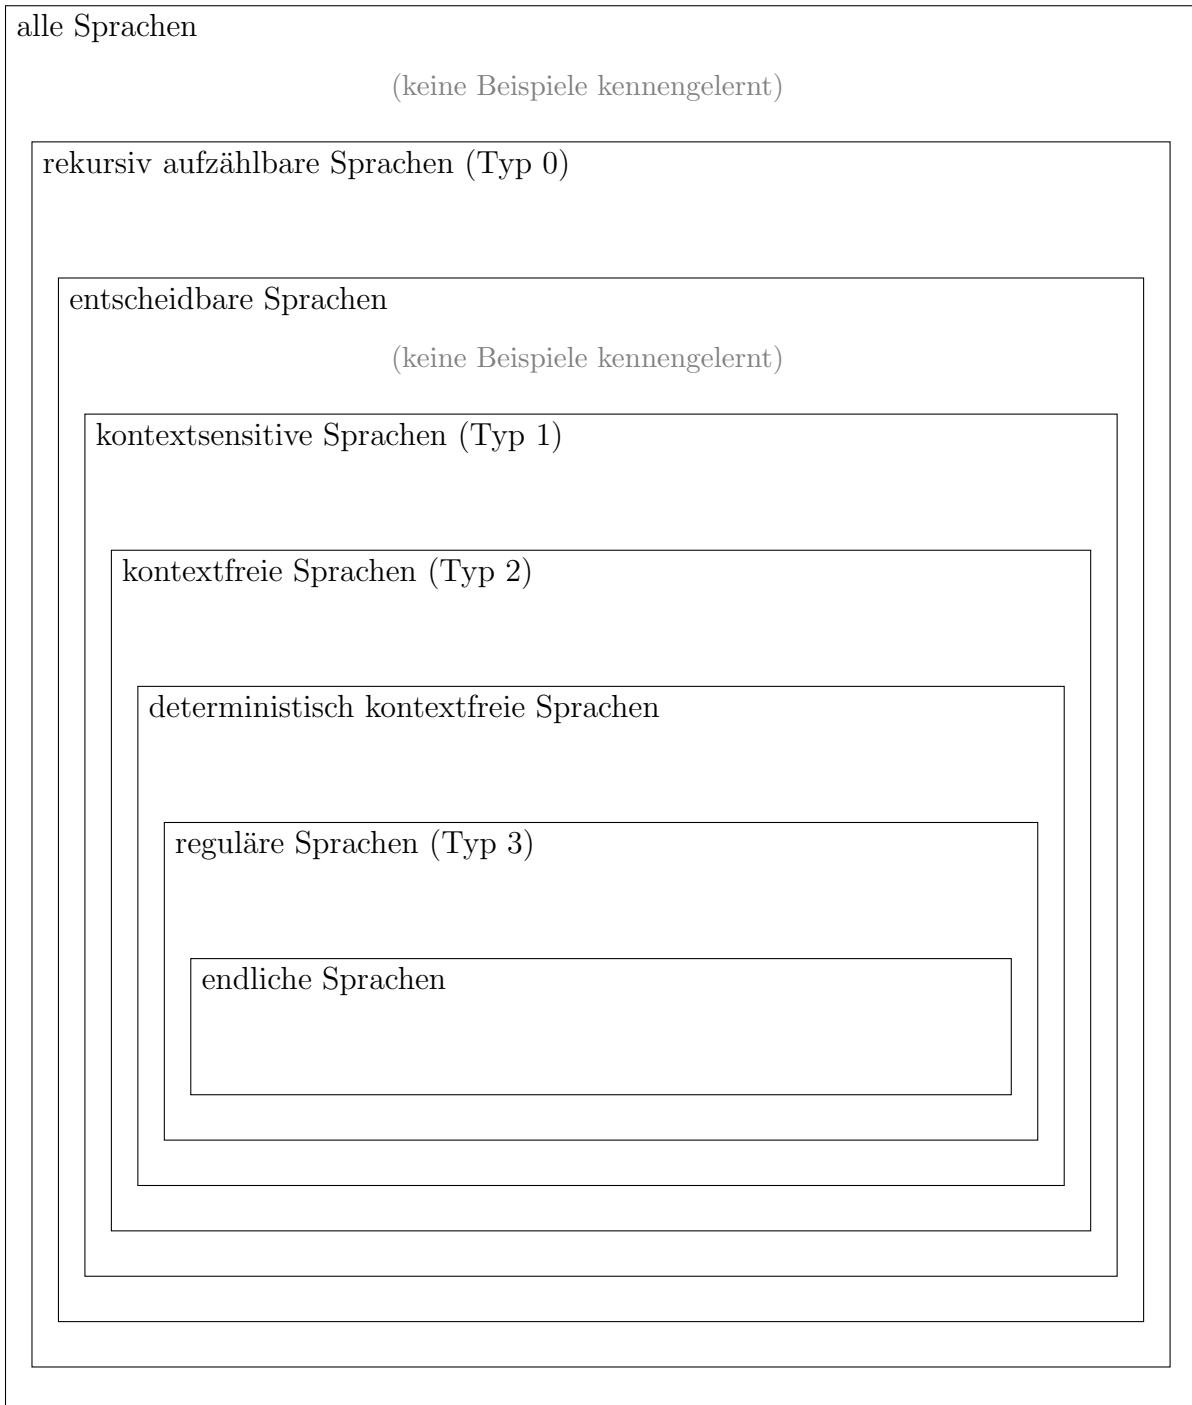 alle Sprachen
(keine Beispiele kennengelernt)
rekursiv aufzählbare Sprachen (Typ 0)
entscheidbare Sprachen
(keine Beispiele kennengelernt)
kontextsensitive Sprachen (Typ 1)
kontextfreie Sprachen (Typ 2)
deterministisch kontextfreie Sprachen
reguläre Sprachen (Typ 3)
endliche Sprachen